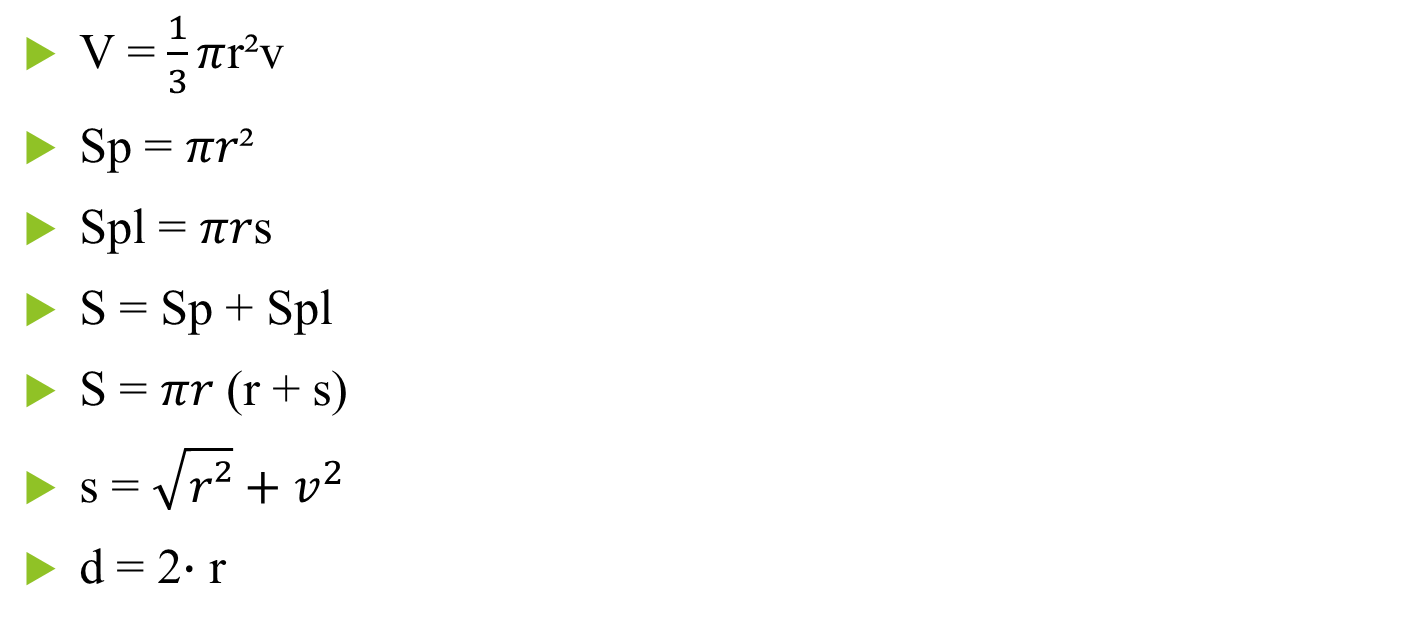 V = 1/3 πr²v
Sp = πr²
Spl = πrs
S = Sp + Spl
S = πr (r + s)
s = √r² + v²
d = 2· r